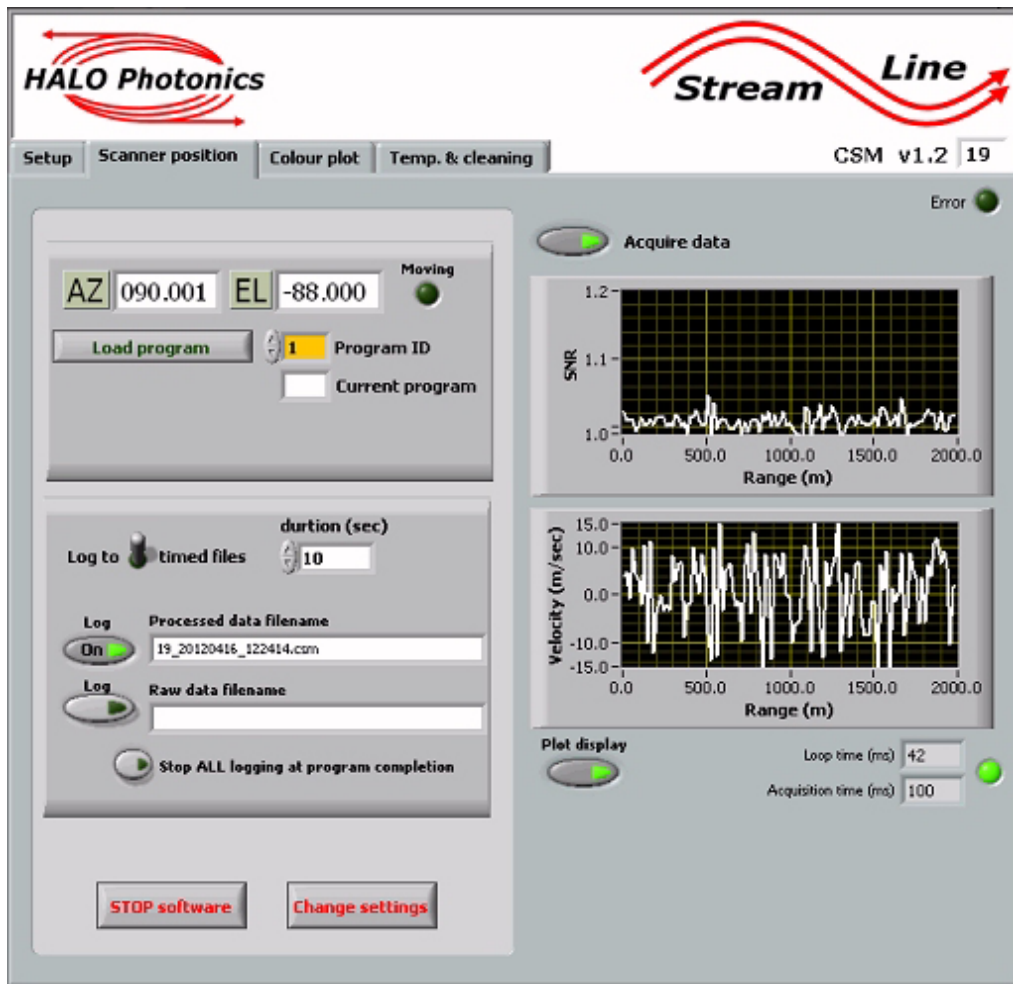 HALO Photonics
Stream Line
Setup
Scanner position
Colour plot
Temp. & cleaning
CSM v1.2 19
Error
Acquire data
AZ 090.001 EL -88.000
Moving
Load program
1 Program ID
Current program
1.2
1.1
1.0
SNR
0.0 500.0 1000.0 1500.0 2000.0
Range (m)
durtion (sec)
Log to timed files
10
Log
On
Processed data filename
19_20120416_122414.csm
Log
Raw data filename
Stop ALL logging at program completion
15.0
10.0
0.0
-10.0
-15.0
Velocity (m/sec)
0.0 500.0 1000.0 1500.0 2000.0
Range (m)
Plot display
Loop time (ms) 42
Acquisition time (ms) 100
STOP software
Change settings